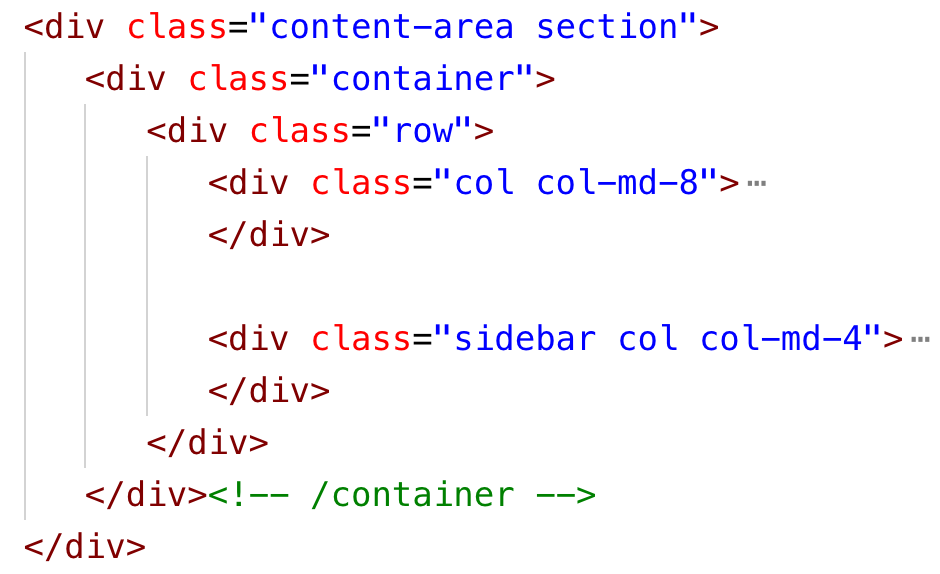 <div class="content-area section">
<div class="container">
<div class="row">
<div class="col col-md-8">⋯
</div>
<div class="sidebar col col-md-4">⋯
</div>
</div>
</div><!-- /container -->
</div>